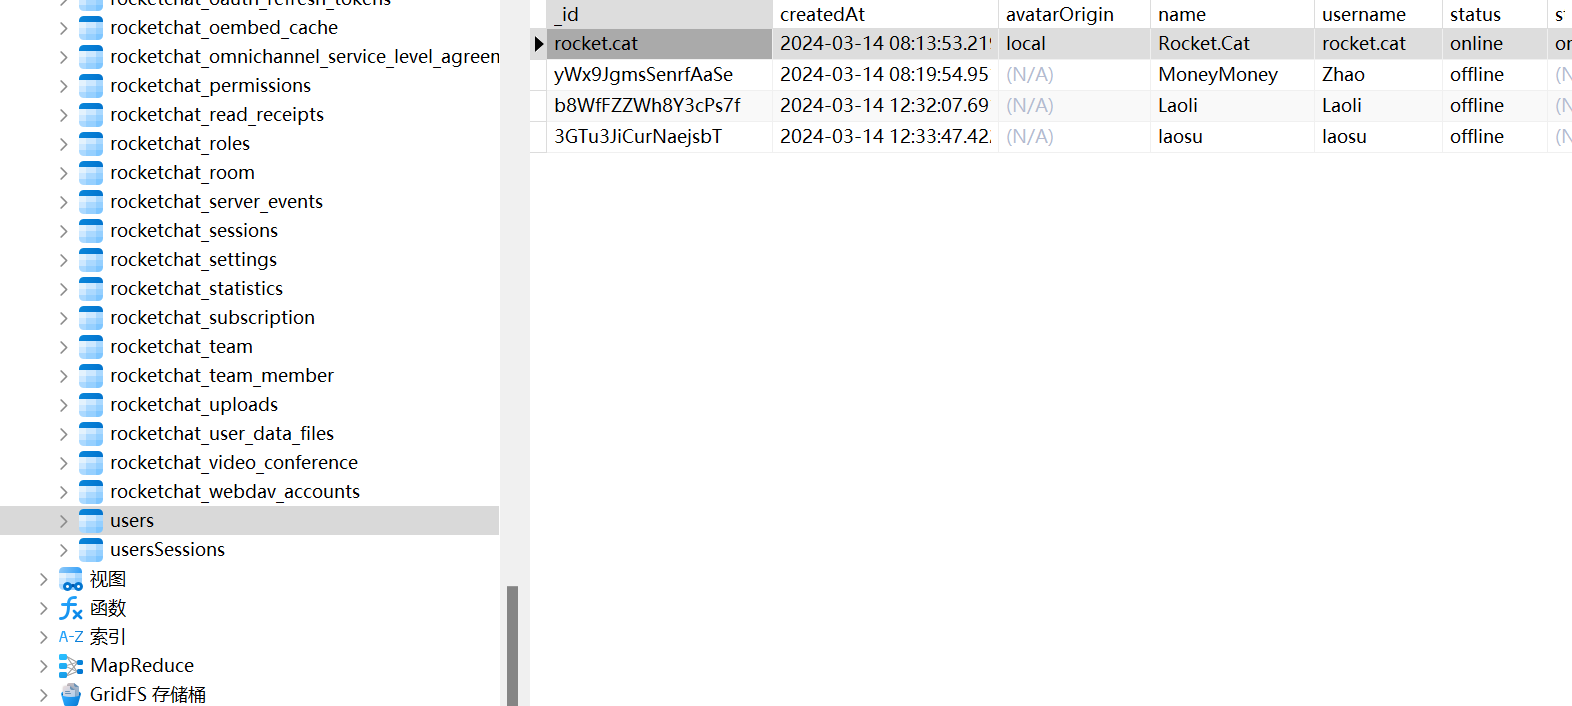 rocketchat_oauth_refresh_tokens
rocketchat_oembed_cache
rocketchat_omnichannel_service_level_agreen
rocketchat_permissions
rocketchat_read_receipts
rocketchat_roles
rocketchat_room
rocketchat_server_events
rocketchat_sessions
rocketchat_settings
rocketchat_statistics
rocketchat_subscription
rocketchat_team
rocketchat_team_member
rocketchat_uploads
rocketchat_user_data_files
rocketchat_video_conference
rocketchat_webdav_accounts
users
usersSessions
视图
函数
A-Z 索引
MapReduce
GridFS 存储桶
_id createdAt avatarOrigin name username status st
rocket.cat 2024-03-14 08:13:53.219 local Rocket.Cat rocket.cat online or
yWx9JgmsSenrfAaSe 2024-03-14 08:19:54.95 (N/A) MoneyMoney Zhao offline (N
b8WfFZZWh8Y3cPs7f 2024-03-14 12:32:07.69 (N/A) Laoli Laoli offline (N
3GTu3JiCurNaejsbT 2024-03-14 12:33:47.42. (N/A) laosu laosu offline (N